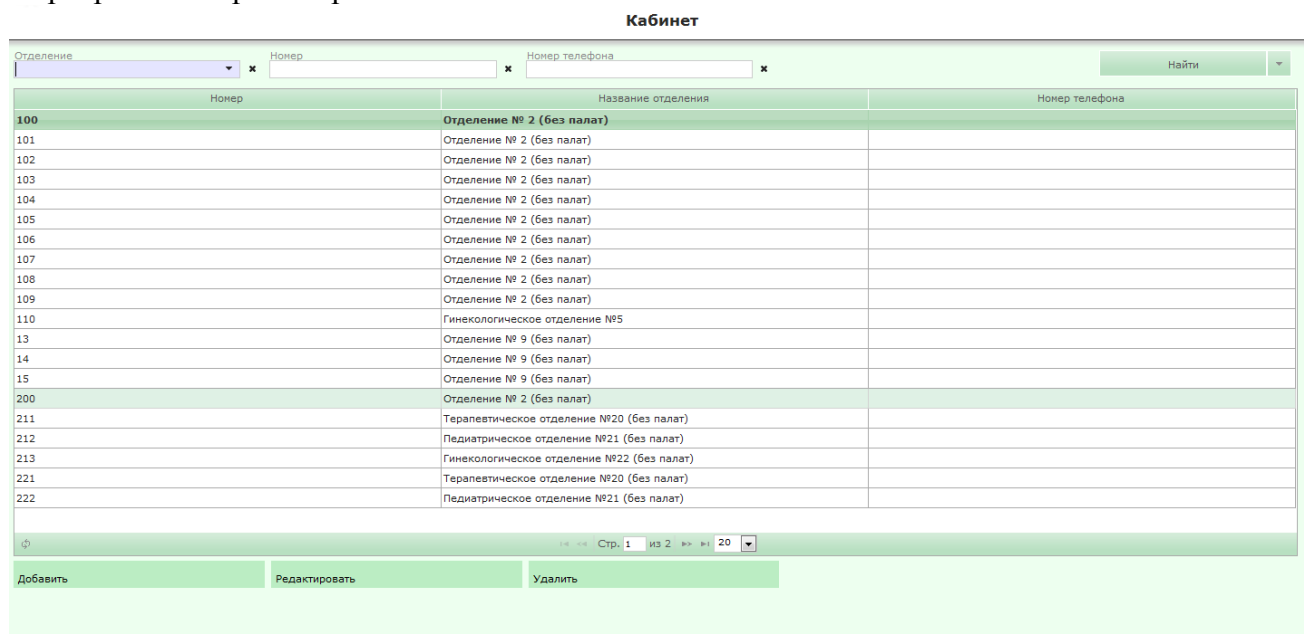 Кабинет
Отделение Номер Номер телефона
Найти
Номер Название отделения Номер телефона
100 Отделение № 2 (без палат)
101 Отделение № 2 (без палат)
102 Отделение № 2 (без палат)
103 Отделение № 2 (без палат)
104 Отделение № 2 (без палат)
105 Отделение № 2 (без палат)
106 Отделение № 2 (без палат)
107 Отделение № 2 (без палат)
108 Отделение № 2 (без палат)
109 Отделение № 2 (без палат)
110 Гинекологическое отделение №5
13 Отделение № 9 (без палат)
14 Отделение № 9 (без палат)
15 Отделение № 9 (без палат)
200 Отделение № 2 (без палат)
211 Терапевтическое отделение №20 (без палат)
212 Педиатрическое отделение №21 (без палат)
213 Гинекологическое отделение №22 (без палат)
221 Терапевтическое отделение №20 (без палат)
222 Педиатрическое отделение №21 (без палат)
Стр. 1 из 2 20
Добавить Редактировать Удалить